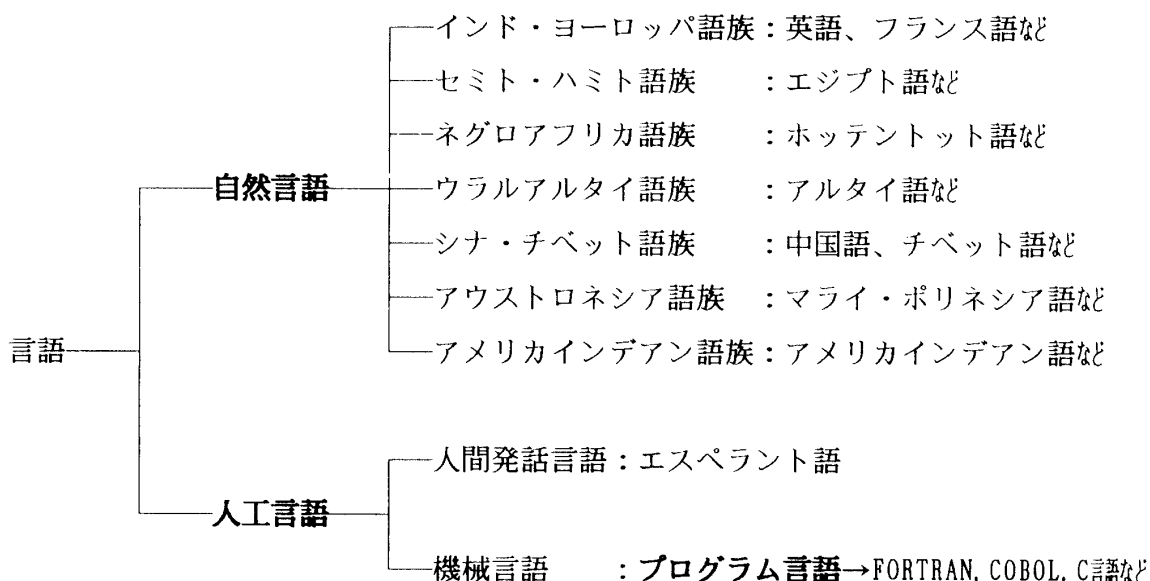 インド・ヨーロッパ語族：英語、フランス語など
セミト・ハミト語族：エジプト語など
ネグロアフリカ語族：ホッテントット語など
自然言語
ウラルアルタイ語族：アルタイ語など
シナ・チベット語族：中国語、チベット語など
アウストロネシア語族：マライ・ポリネシア語など
言語
アメリカインデアン語族：アメリカインデアン語など
人間発話言語：エスペラント語
人工言語
機械言語：プログラム言語→FORTRAN, COBOL, C言語など